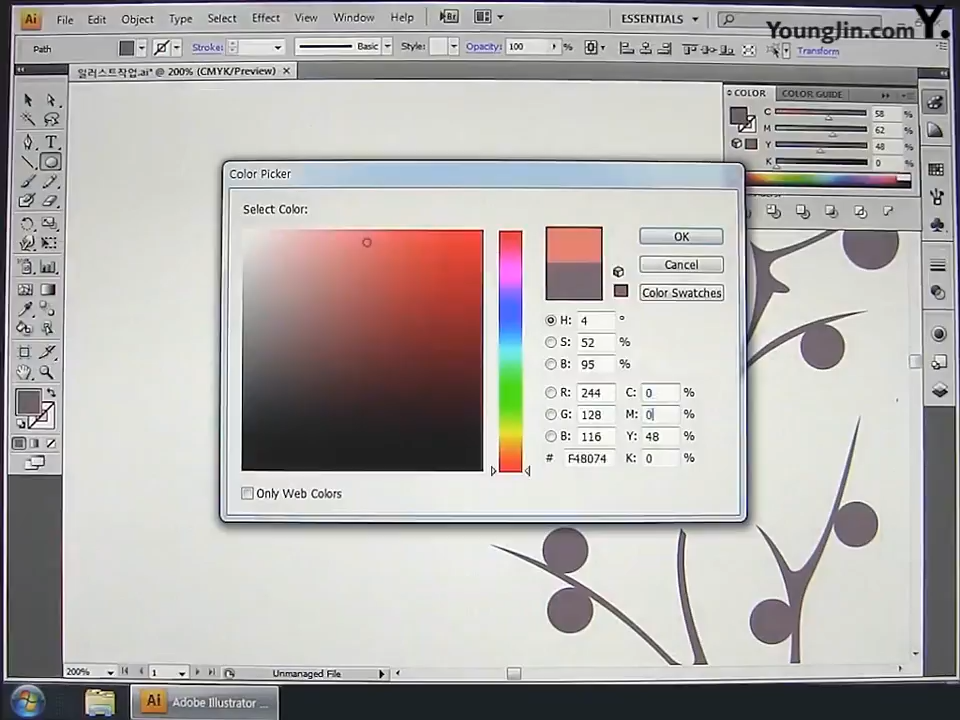 Ai File Edit Object Type Select Effect View Window Help Br ESSENTIALS
YoungJin.com Y.
Path Stroke: Basic Style: Opacity: 100 % Transform
일러스트작업.ai* @ 200% (CMYK/Preview) ×
COLOR COLOR GUIDE
C 58 %
M 62 %
Y 48 %
K 0 %
T
Color Picker
Select Color:
OK
Cancel
Color Swatches
H: 4 °
S: 52 %
B: 95 %
R: 244 C: 0 %
G: 128 M: 0 %
B: 116 Y: 48 %
# F48074 K: 0 %
Only Web Colors
200% 1 Unmanaged File
Ai Adobe Illustrator ...